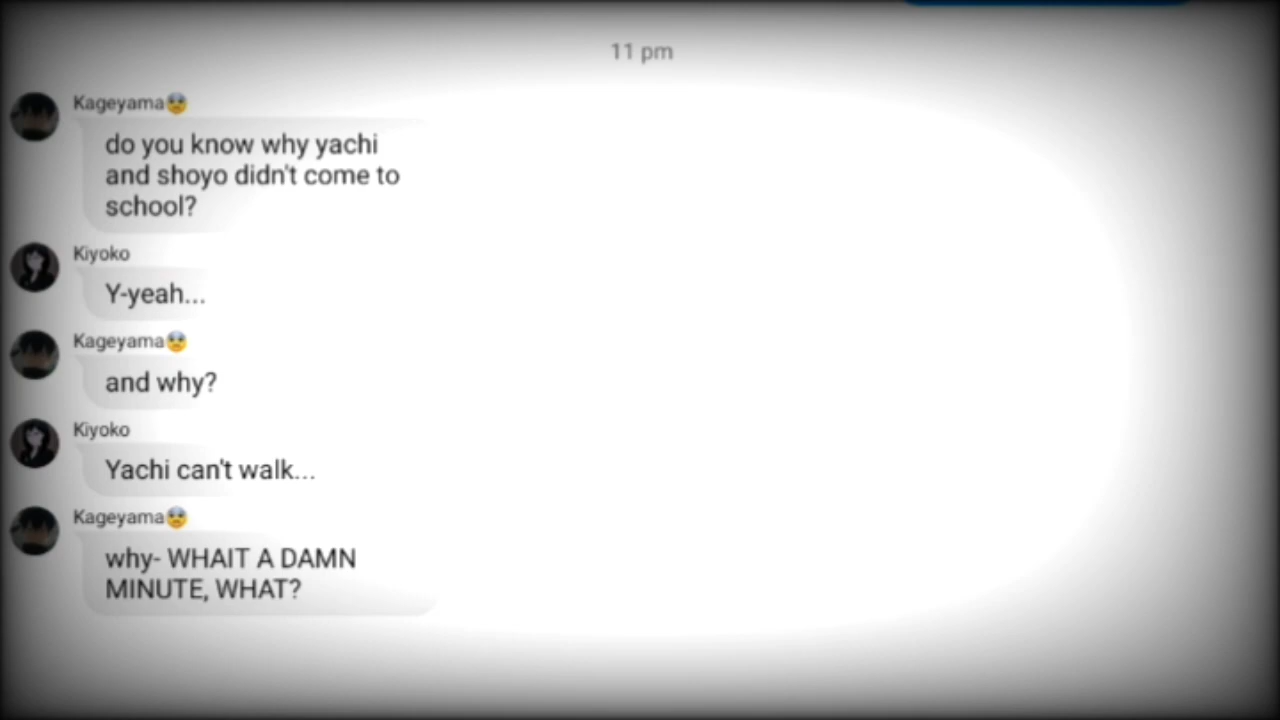 11 pm
Kageyama😨
do you know why yachi
and shoyo didn't come to
school?
Kiyoko
Y-yeah...
Kageyama😨
and why?
Kiyoko
Yachi can't walk...
Kageyama😨
why- WHAIT A DAMN
MINUTE, WHAT?